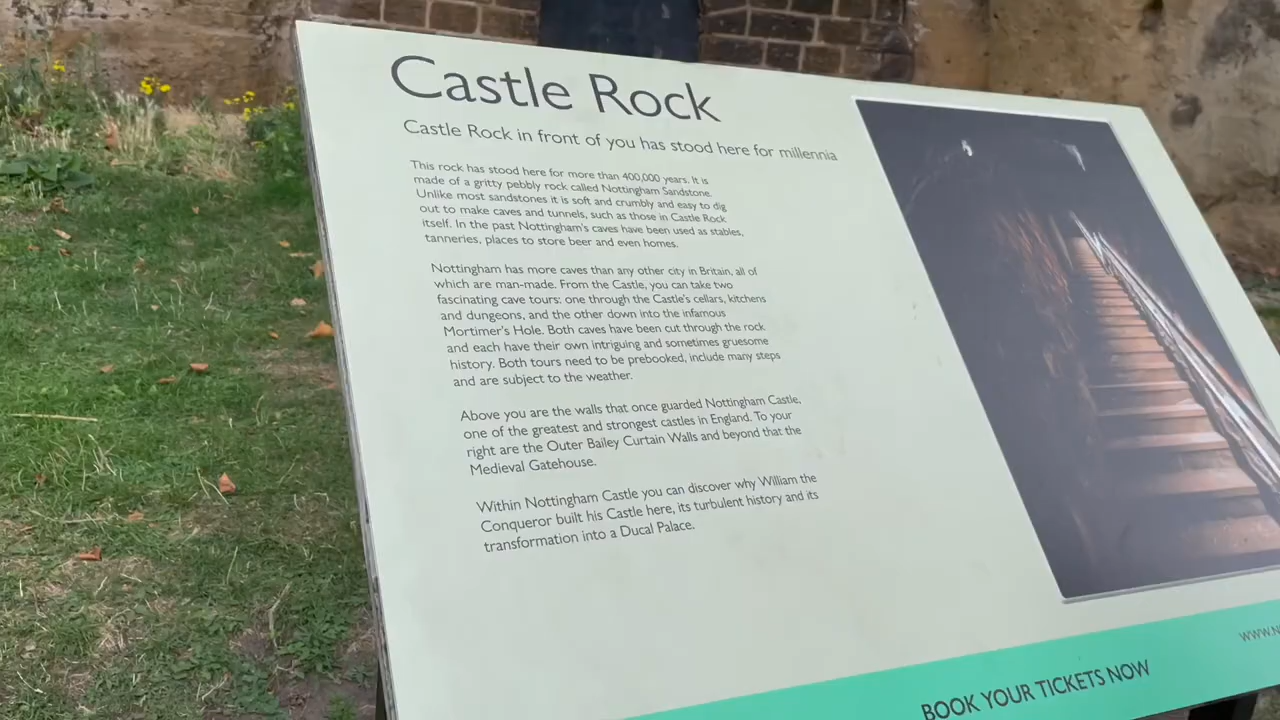 Castle Rock
Castle Rock in front of you has stood here for millennia
This rock has stood here for more than 400,000 years. It is
made of a gritty pebbly rock called Nottingham Sandstone.
Unlike most sandstones it is soft and crumbly and easy to dig
out to make caves and tunnels, such as those in Castle Rock
itself. In the past Nottingham's caves have been used as stables,
tanneries, places to store beer and even homes.
Nottingham has more caves than any other city in Britain, all of
which are man-made. From the Castle, you can take two
fascinating cave tours: one through the Castle's cellars, kitchens
and dungeons, and the other down into the infamous
Mortimer's Hole. Both caves have been cut through the rock
and each have their own intriguing and sometimes gruesome
history. Both tours need to be prebooked, include many steps
and are subject to the weather.
Above you are the walls that once guarded Nottingham Castle,
one of the greatest and strongest castles in England. To your
right are the Outer Bailey Curtain Walls and beyond that the
Medieval Gatehouse.
Within Nottingham Castle you can discover why William the
Conqueror built his Castle here, its turbulent history and its
transformation into a Ducal Palace.
BOOK YOUR TICKETS NOW